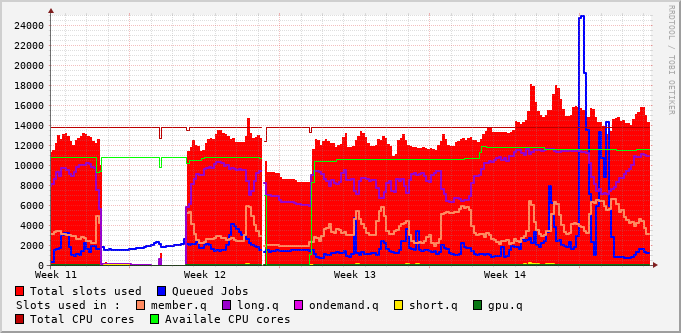 24000
22000
20000
18000
16000
14000
12000
10000
8000
6000
4000
2000
0
Week 11 Week 12 Week 13 Week 14
RRDTOOL / TOBI OETIKER
Total slots used Queued Jobs
Slots used in : member.q long.q ondemand.q short.q gpu.q
Total CPU cores Availale CPU cores